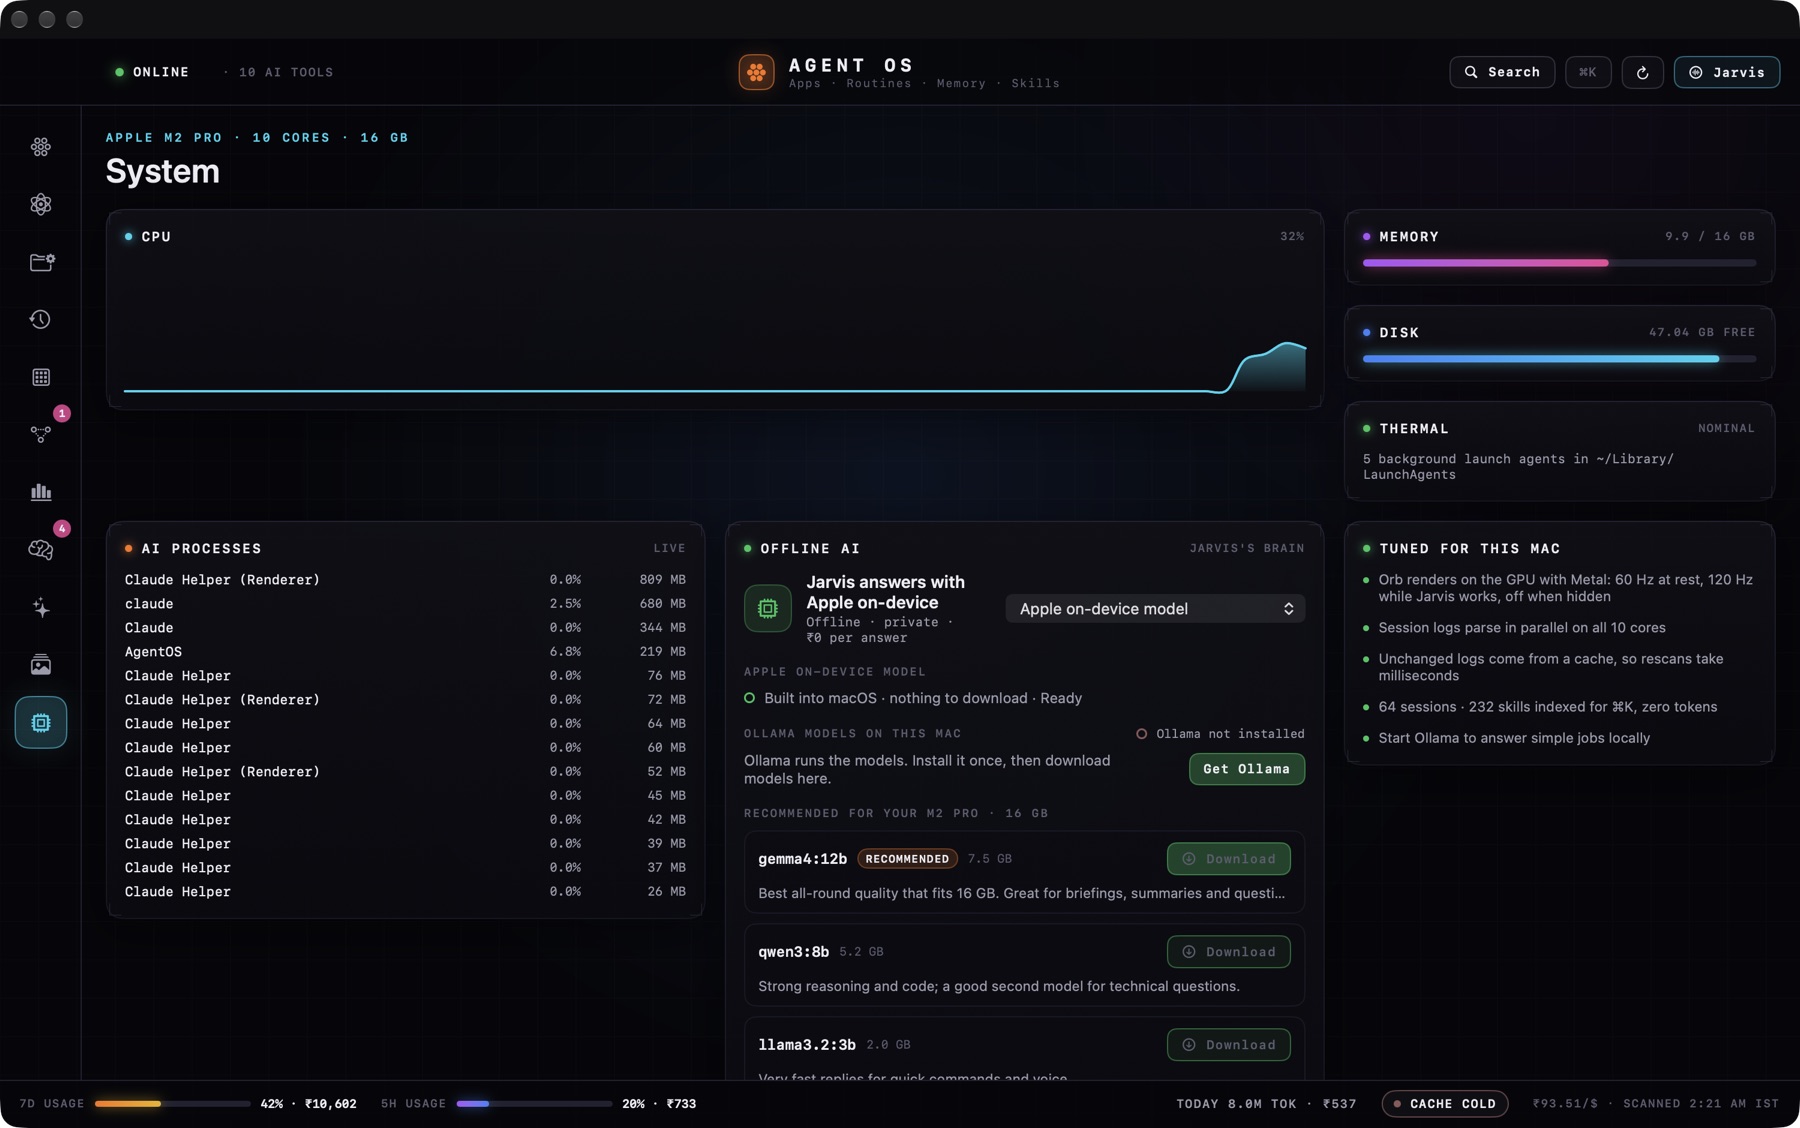 ONLINE · 10 AI TOOLS
AGENT OS
Apps · Routines · Memory · Skills
Search
⌘K
Jarvis
APPLE M2 PRO · 10 CORES · 16 GB
System
CPU 32%
MEMORY 9.9 / 16 GB
DISK 47.04 GB FREE
THERMAL NOMINAL
5 background launch agents in ~/Library/
LaunchAgents
1
4
AI PROCESSES LIVE
Claude Helper (Renderer) 0.0% 809 MB
claude 2.5% 680 MB
Claude 0.0% 344 MB
AgentOS 6.8% 219 MB
Claude Helper 0.0% 76 MB
Claude Helper (Renderer) 0.0% 72 MB
Claude Helper 0.0% 64 MB
Claude Helper 0.0% 60 MB
Claude Helper (Renderer) 0.0% 52 MB
Claude Helper 0.0% 45 MB
Claude Helper 0.0% 42 MB
Claude Helper 0.0% 39 MB
Claude Helper 0.0% 37 MB
Claude Helper 0.0% 26 MB
OFFLINE AI JARVIS'S BRAIN
Jarvis answers with
Apple on-device
Offline · private ·
₹0 per answer
Apple on-device model
APPLE ON-DEVICE MODEL
Built into macOS · nothing to download · Ready
OLLAMA MODELS ON THIS MAC Ollama not installed
Ollama runs the models. Install it once, then download
models here.
Get Ollama
RECOMMENDED FOR YOUR M2 PRO · 16 GB
gemma4:12b RECOMMENDED 7.5 GB Download
Best all-round quality that fits 16 GB. Great for briefings, summaries and questi...
qwen3:8b 5.2 GB Download
Strong reasoning and code; a good second model for technical questions.
llama3.2:3b 2.0 GB Download
Very fast replies for quick commands and voice.
TUNED FOR THIS MAC
Orb renders on the GPU with Metal: 60 Hz at rest, 120 Hz
while Jarvis works, off when hidden
Session logs parse in parallel on all 10 cores
Unchanged logs come from a cache, so rescans take
milliseconds
64 sessions · 232 skills indexed for ⌘K, zero tokens
Start Ollama to answer simple jobs locally
7D USAGE 42% · ₹10,602 5H USAGE 20% · ₹733
TODAY 8.0M TOK · ₹537 CACHE COLD ₹93.51/$ · SCANNED 2:21 AM IST